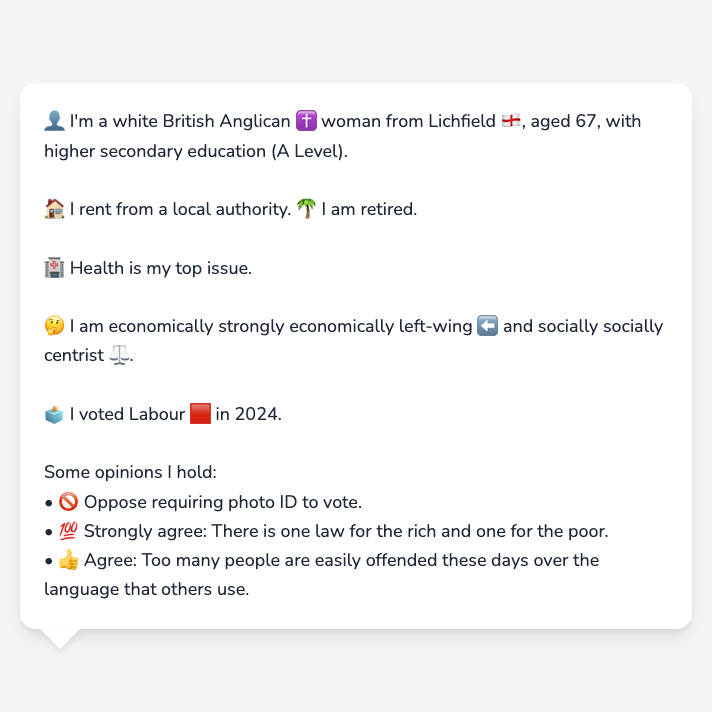 👤 I'm a white British Anglican ✝️ woman from Lichfield 🏴󠁧󠁢󠁥󠁮󠁧󠁿, aged 67, with
higher secondary education (A Level).
🏠 I rent from a local authority. 🌴 I am retired.
🏥 Health is my top issue.
🤔 I am economically strongly economically left-wing ⬅️ and socially socially
centrist ⚖️.
🗳️ I voted Labour 🟥 in 2024.
Some opinions I hold:
• 🚫 Oppose requiring photo ID to vote.
• 💯 Strongly agree: There is one law for the rich and one for the poor.
• 👍 Agree: Too many people are easily offended these days over the
language that others use.